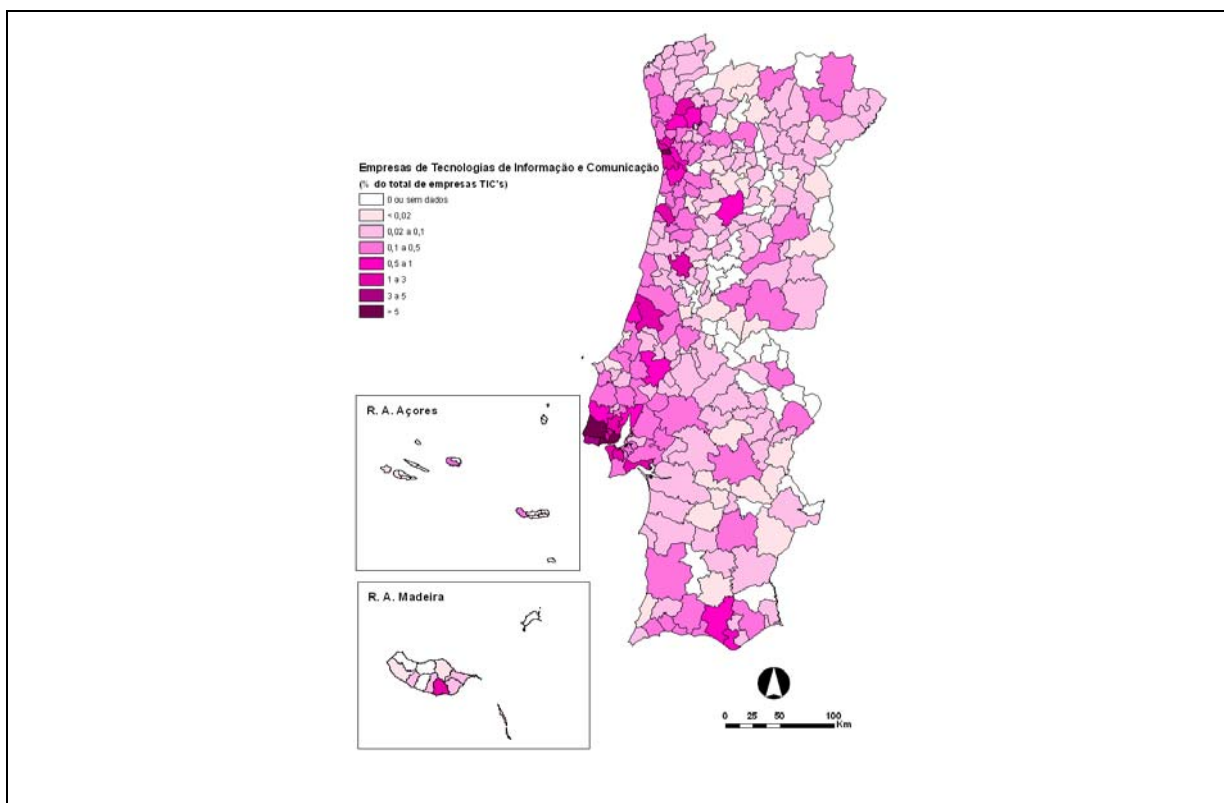 Empresas de Tecnologias de Informação e Comunicação
(% do total de empresas TIC's)
0 ou sem dados
< 0,02
0,02 a 0,1
0,1 a 0,5
0,5 a 1
1 a 3
3 a 5
> 5
R. A. Açores
R. A. Madeira
0 25 50 100
Km